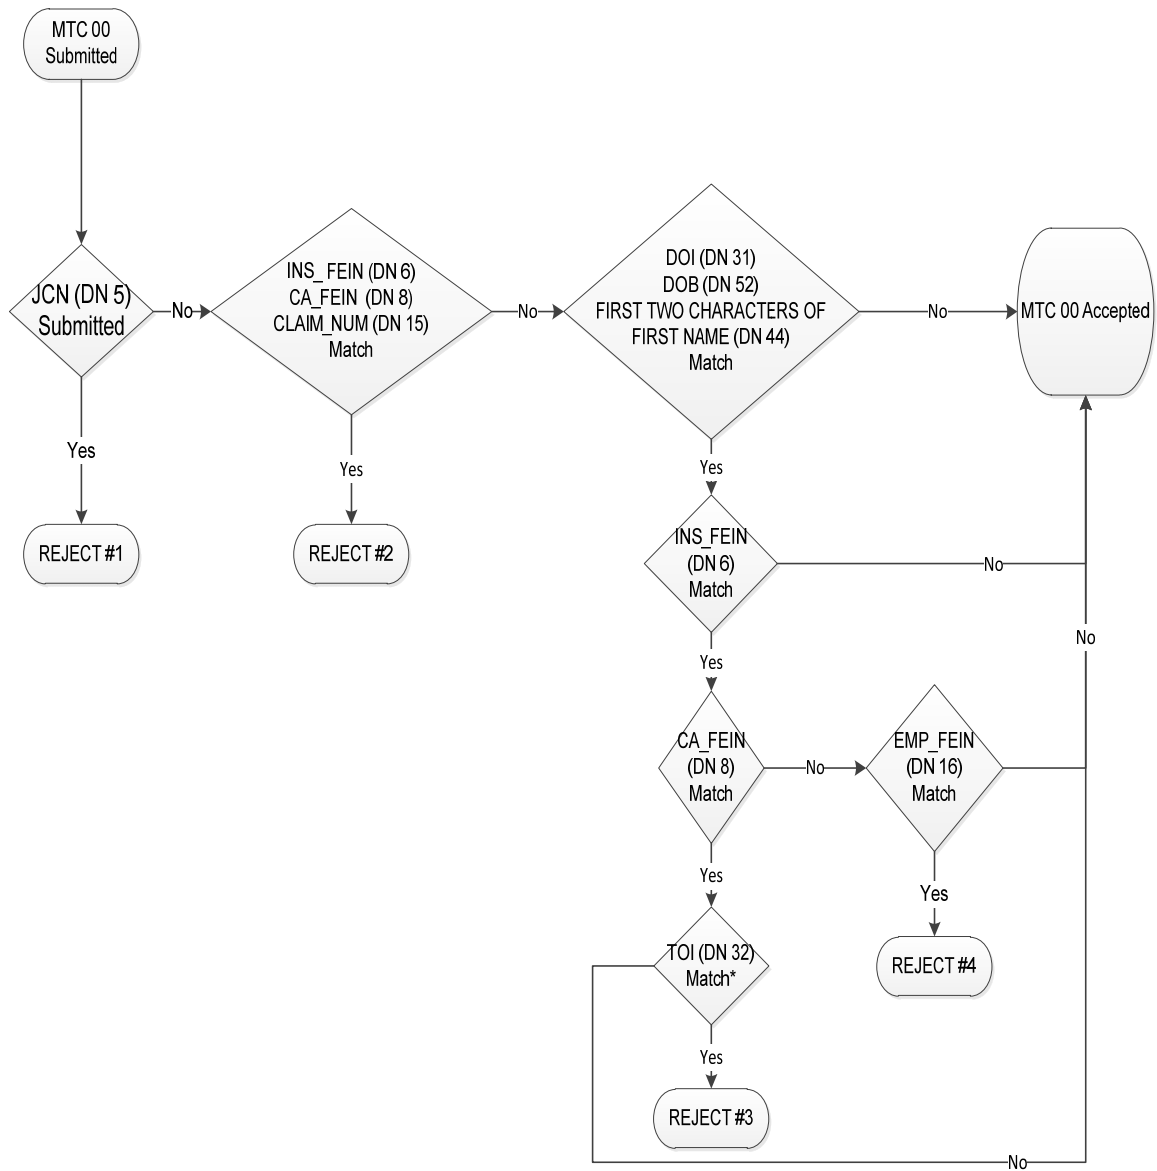 MTC 00
Submitted
JCN (DN 5)
Submitted
No
INS_ FEIN (DN 6)
CA_FEIN (DN 8)
CLAIM_NUM (DN 15)
Match
No
DOI (DN 31)
DOB (DN 52)
FIRST TWO CHARACTERS OF
FIRST NAME (DN 44)
Match
No
MTC 00 Accepted
Yes
Yes
Yes
REJECT #1
REJECT #2
INS_FEIN
(DN 6)
Match
No
Yes
No
CA_FEIN
(DN 8)
Match
No
EMP_FEIN
(DN 16)
Match
Yes
Yes
TOI (DN 32)
Match*
REJECT #4
Yes
REJECT #3
No